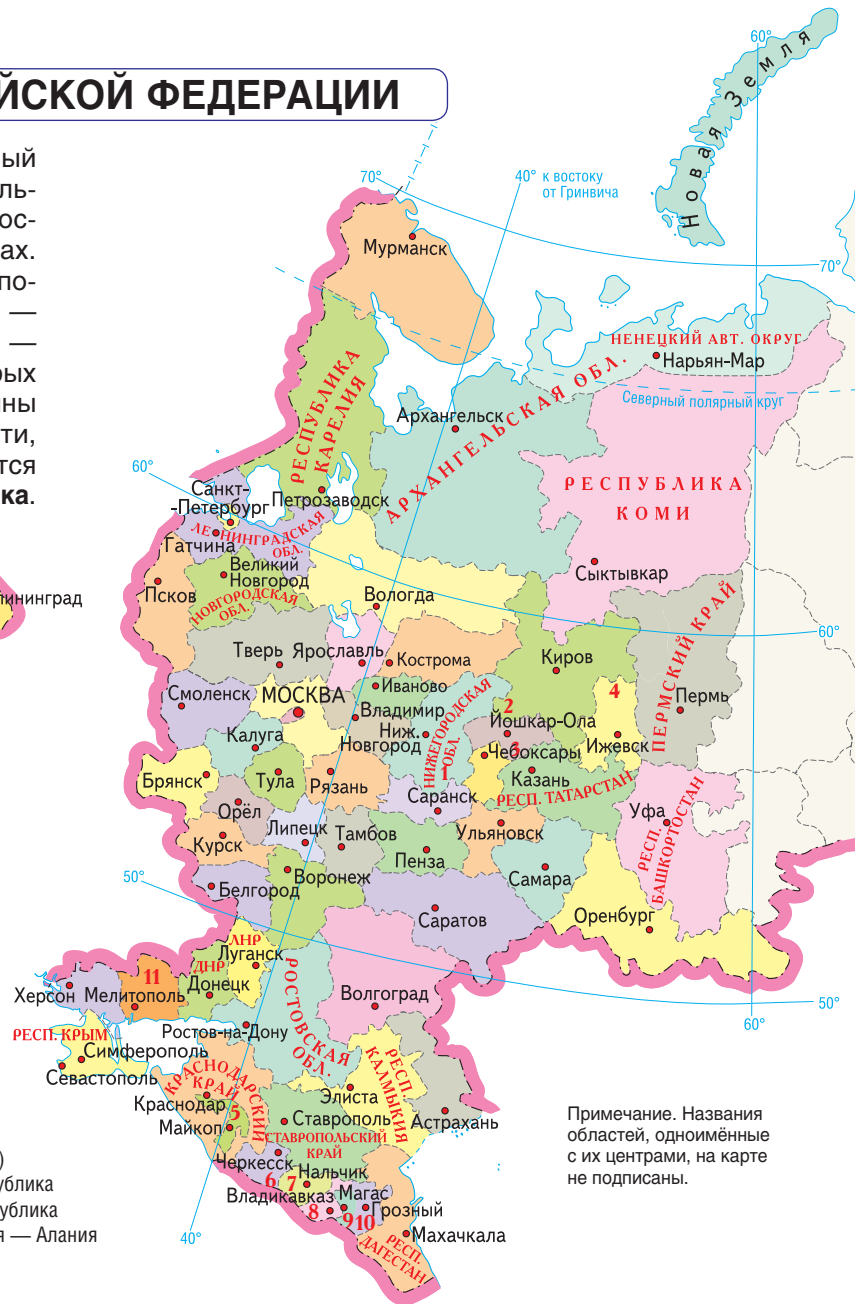 ЙСКОЙ ФЕДЕРАЦИИ
ный
ль-
ос-
ах.
по-
—
—
рых
ны
ти,
тся
ка.
60°
Новая Земля
70°
40° к востоку
от Гринвича
70°
Мурманск
НЕНЕЦКИЙ АВТ. ОКРУГ
Нарьян-Мар
Северный полярный круг
РЕСПУБЛИКА
КАРЕЛИЯ
Архангельск
АРХАНГЕЛЬСКАЯ ОБЛ.
РЕСПУБЛИКА
КОМИ
Сыктывкар
60°
Санкт-
-Петербург
Петрозаводск
ЛЕНИНГРАДСКАЯ
ОБЛ.
Гатчина
Великий
Новгород
НОВГОРОДСКАЯ
ОБЛ.
Псков
лининград
Вологда
60°
Тверь
Ярославль
Кострома
Киров
ПЕРМСКИЙ КРАЙ
Пермь
Смоленск
МОСКВА
Иваново
Владимир
Ниж.
Новгород
НИЖЕГОРОДСКАЯ
ОБЛ.
2
Йошкар-Ола
4
Ижевск
3
Чебоксары
Калуга
Казань
РЕСП. ТАТАРСТАН
Брянск
Тула
Рязань
1
Саранск
Орёл
Липецк
Тамбов
Ульяновск
Уфа
РЕСП.
БАШКОРТОСТАН
Курск
Пенза
Самара
50°
Белгород
Воронеж
Саратов
Оренбург
ЛНР
Луганск
ДНР
Донецк
11
Херсон
Мелитополь
РОСТОВСКАЯ
ОБЛ.
Волгоград
50°
60°
РЕСП. КРЫМ
Ростов-на-Дону
Симферополь
Севастополь
КРАСНОДАРСКИЙ
КРАЙ
РЕСП.
КАЛМЫКИЯ
Элиста
Краснодар
5
Майкоп
Ставрополь
СТАВРОПОЛЬСКИЙ
КРАЙ
Астрахань
Черкесск
6
Нальчик
7
Владикавказ
8
Магас
9
10
Грозный
РЕСП.
ДАГЕСТАН
Махачкала
40°
Примечание. Названия
областей, одноимённые
с их центрами, на карте
не подписаны.
)
ублика
ублика
я — Алания